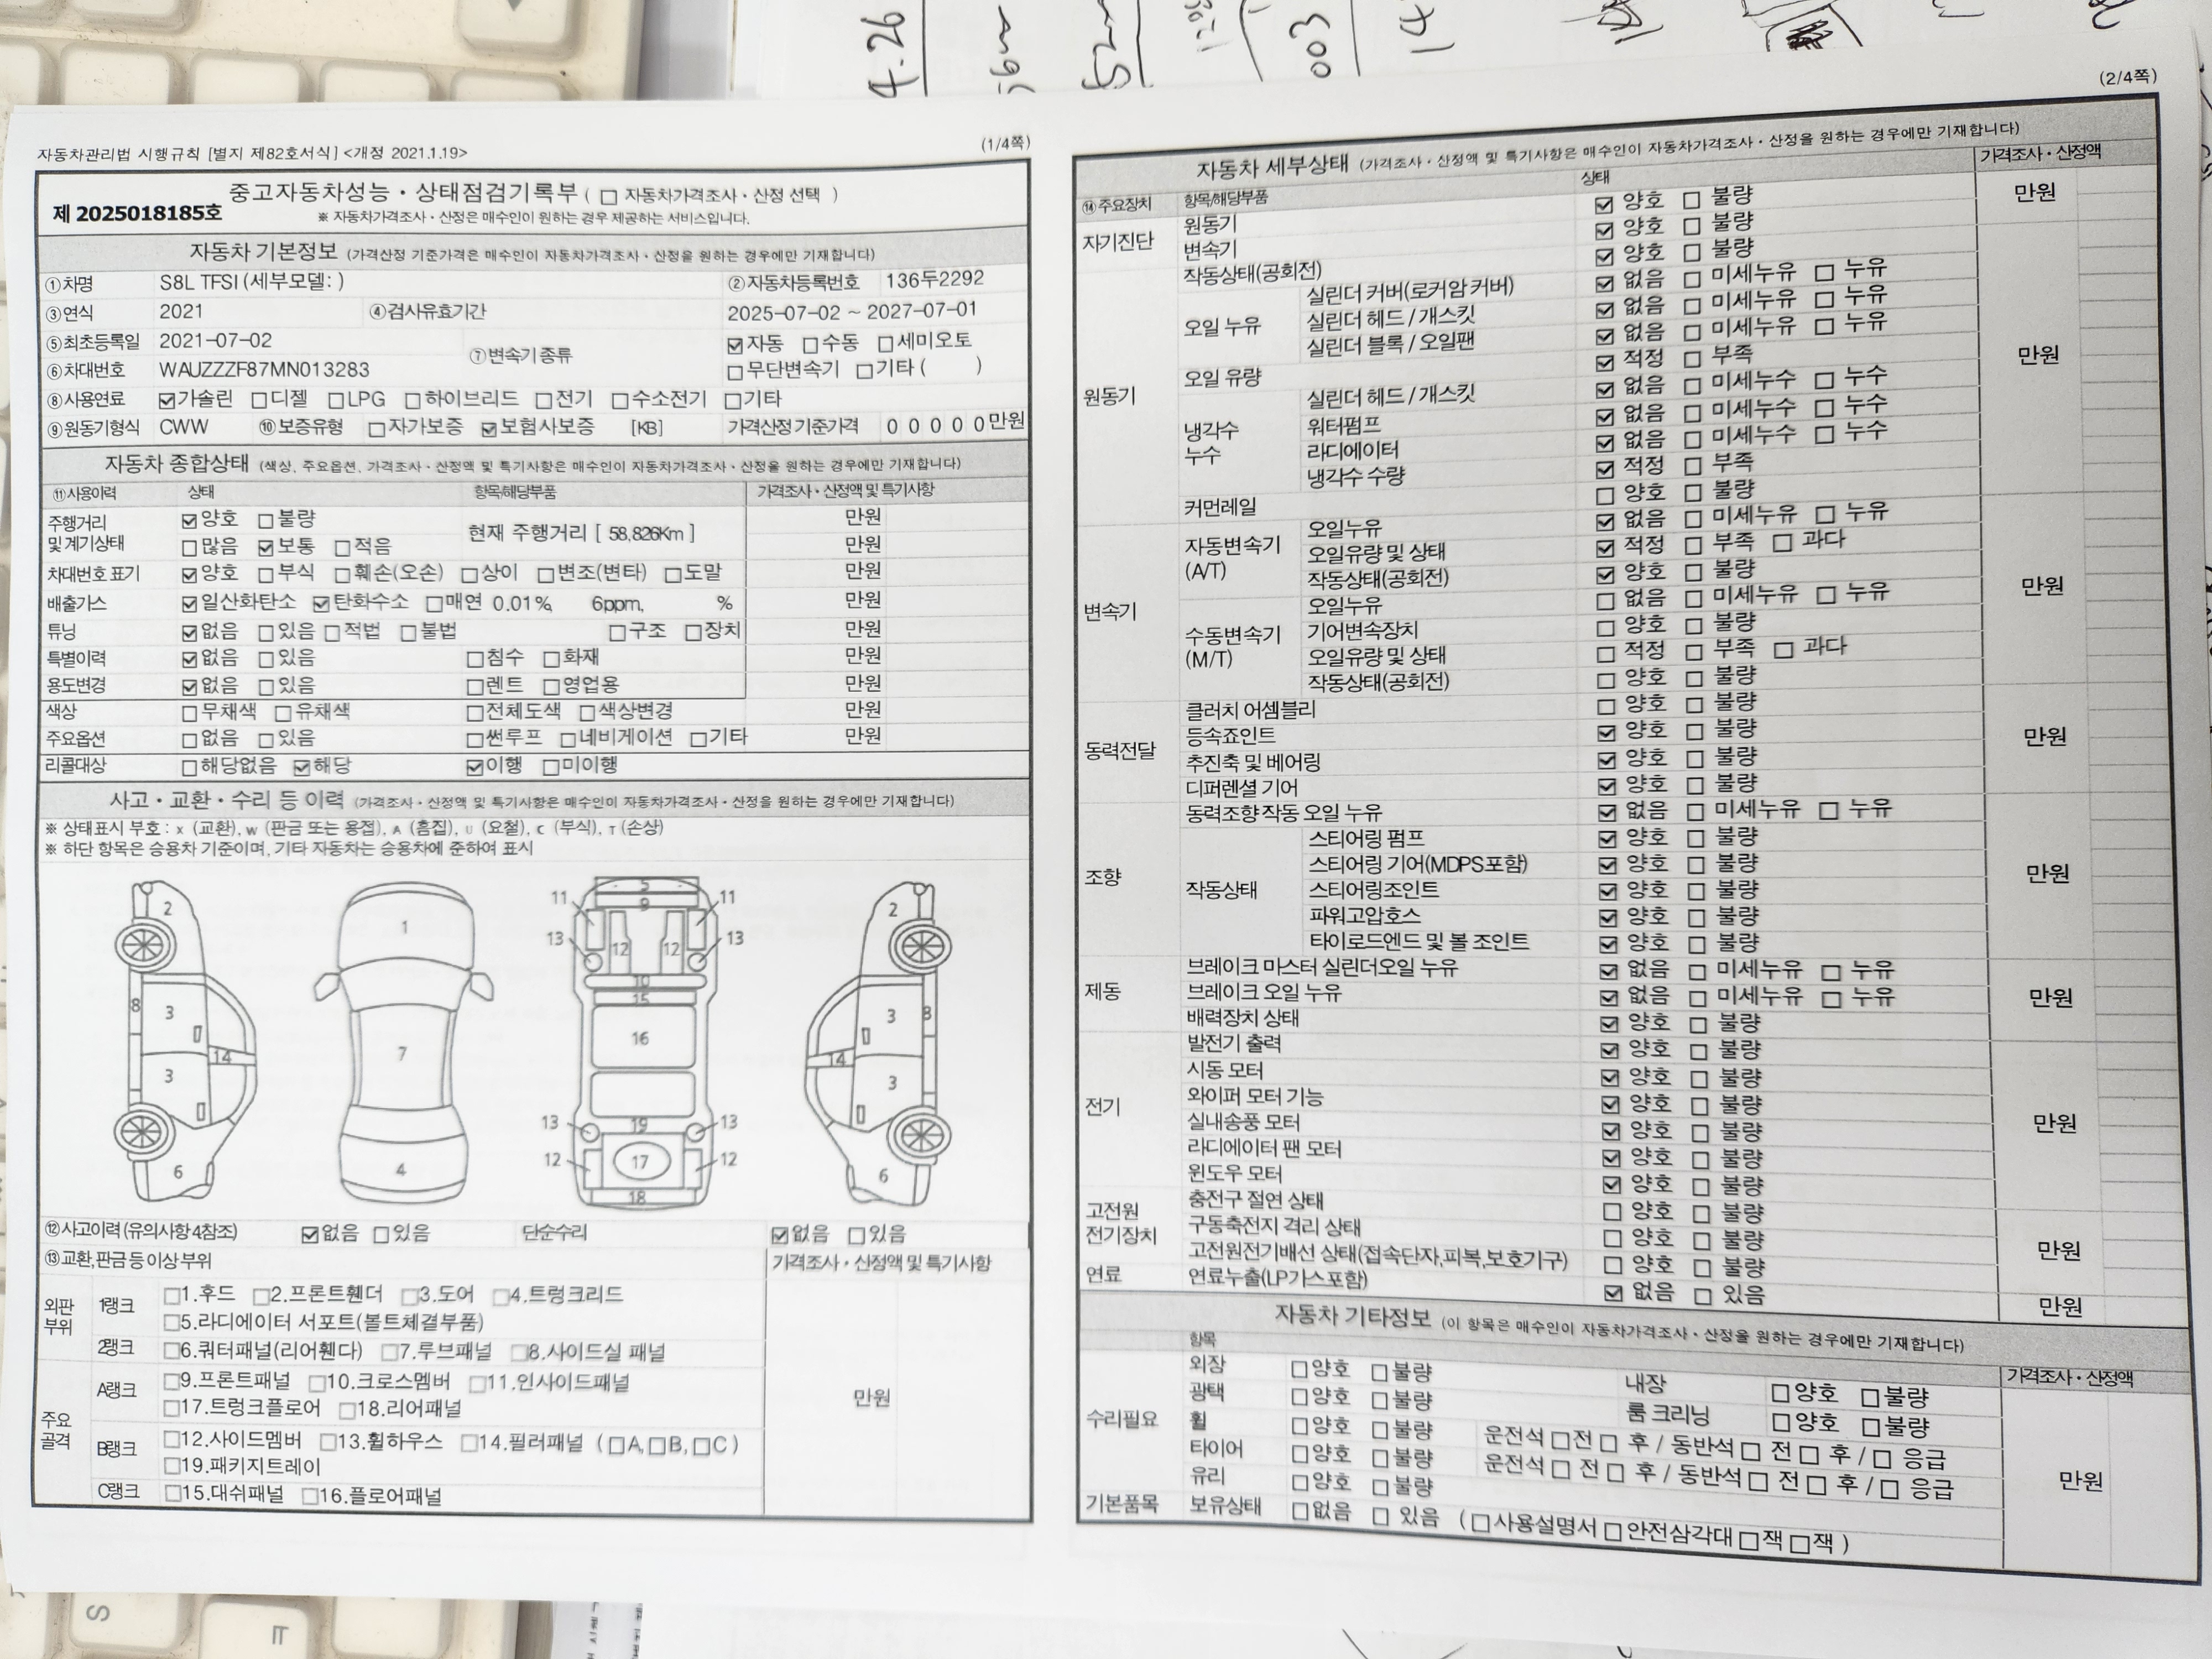 (1/4쪽)
자동차관리법 시행규칙 [별지 제82호서식] <개정 2021.1.19>
중고자동차성능・상태점검기록부 ( □ 자동차가격조사・산정 선택 )
제 2025018185호
※ 자동차가격조사・산정은 매수인이 원하는 경우 제공하는 서비스입니다.
자동차 기본정보 (가격산정 기준가격은 매수인이 자동차가격조사・산정을 원하는 경우에만 기재합니다)
①차명 S8L TFSI (세부모델: ) ②자동차등록번호 136두2292
③연식 2021 ④검사유효기간 2025-07-02 ~ 2027-07-01
⑤최초등록일 2021-07-02 ⑦변속기종류 ☑자동 □수동 □세미오토
⑥차대번호 WAUZZZF87MN013283 □무단변속기 □기타 ( )
⑧사용연료 ☑가솔린 □디젤 □LPG □하이브리드 □전기 □수소전기 □기타
⑨원동기형식 CWW ⑩보증유형 □자가보증 ☑보험사보증 [KB] 가격산정기준가격 0 0 0 0 0만원
자동차 종합상태 (색상, 주요옵션, 가격조사・산정액 및 특기사항은 매수인이 자동차가격조사・산정을 원하는 경우에만 기재합니다)
⑪사용이력 상태 항목/해당부품 가격조사・산정액 및 특기사항
주행거리 및 계기상태 ☑양호 □불량 현재 주행거리 [ 58,826Km ] 만원
□많음 ☑보통 □적음 만원
차대번호 표기 ☑양호 □부식 □훼손(오손) □상이 □변조(변타) □도말 만원
배출가스 ☑일산화탄소 ☑탄화수소 □매연 0.01%, 6ppm, % 만원
튜닝 ☑없음 □있음 □적법 □불법 □구조 □장치 만원
특별이력 ☑없음 □있음 □침수 □화재 만원
용도변경 ☑없음 □있음 □렌트 □영업용 만원
색상 □무채색 □유채색 □전체도색 □색상변경 만원
주요옵션 □없음 □있음 □썬루프 □네비게이션 □기타 만원
리콜대상 □해당없음 ☑해당 ☑이행 □미이행
사고・교환・수리 등 이력 (가격조사・산정액 및 특기사항은 매수인이 자동차가격조사・산정을 원하는 경우에만 기재합니다)
※ 상태표시 부호 : X (교환), W (판금 또는 용접), A (흠집), U (요철), C (부식), T (손상)
※ 하단 항목은 승용차 기준이며, 기타 자동차는 승용차에 준하여 표시
2 8 3 14 3 6
1 7 4
5 11 9 11 13 12 12 13 10 15 16 13 19 13 12 17 12 18
2 3 8 14 3 6
⑫사고이력 (유의사항4참조) ☑없음 □있음 단순수리 ☑없음 □있음
⑬교환,판금 등 이상 부위 가격조사・산정액 및 특기사항
외판 부위 1랭크 □1.후드 □2.프론트휀더 □3.도어 □4.트렁크리드
□5.라디에이터 서포트(볼트체결부품)
2랭크 □6.쿼터패널(리어휀다) □7.루브패널 □8.사이드실 패널
주요 골격 A랭크 □9.프론트패널 □10.크로스멤버 □11.인사이드패널
□17.트렁크플로어 □18.리어패널 만원
B랭크 □12.사이드멤버 □13.휠하우스 □14.필러패널 (□A,□B,□C )
□19.패키지트레이
C랭크 □15.대쉬패널 □16.플로어패널
(2/4쪽)
자동차 세부상태 (가격조사・산정액 및 특기사항은 매수인이 자동차가격조사・산정을 원하는 경우에만 기재합니다)
⑭주요장치 항목/해당부품 상태 가격조사・산정액
자기진단 원동기 ☑ 양호 □ 불량 만원
변속기 ☑ 양호 □ 불량
원동기 작동상태(공회전) ☑ 양호 □ 불량 만원
오일 누유 실린더 커버(로커암 커버) ☑ 없음 □ 미세누유 □ 누유
실린더 헤드 / 개스킷 ☑ 없음 □ 미세누유 □ 누유
실린더 블록 / 오일팬 ☑ 없음 □ 미세누유 □ 누유
오일 유량 ☑ 적정 □ 부족
냉각수 누수 실린더 헤드 / 개스킷 ☑ 없음 □ 미세누수 □ 누수
워터펌프 ☑ 없음 □ 미세누수 □ 누수
라디에이터 ☑ 없음 □ 미세누수 □ 누수
냉각수 수량 ☑ 적정 □ 부족
커먼레일 □ 양호 □ 불량
변속기 자동변속기 (A/T) 오일누유 ☑ 없음 □ 미세누유 □ 누유 만원
오일유량 및 상태 ☑ 적정 □ 부족 □ 과다
작동상태(공회전) ☑ 양호 □ 불량
수동변속기 (M/T) 오일누유 □ 없음 □ 미세누유 □ 누유
기어변속장치 □ 양호 □ 불량
오일유량 및 상태 □ 적정 □ 부족 □ 과다
작동상태(공회전) □ 양호 □ 불량
동력전달 클러치 어셈블리 □ 양호 □ 불량 만원
등속죠인트 ☑ 양호 □ 불량
추진축 및 베어링 ☑ 양호 □ 불량
디퍼렌셜 기어 ☑ 양호 □ 불량
조향 동력조향 작동 오일 누유 ☑ 없음 □ 미세누유 □ 누유 만원
작동상태 스티어링 펌프 ☑ 양호 □ 불량
스티어링 기어(MDPS포함) ☑ 양호 □ 불량
스티어링조인트 ☑ 양호 □ 불량
파워고압호스 ☑ 양호 □ 불량
타이로드엔드 및 볼 조인트 ☑ 양호 □ 불량
제동 브레이크 마스터 실린더오일 누유 ☑ 없음 □ 미세누유 □ 누유 만원
브레이크 오일 누유 ☑ 없음 □ 미세누유 □ 누유
배력장치 상태 ☑ 양호 □ 불량
전기 발전기 출력 ☑ 양호 □ 불량 만원
시동 모터 ☑ 양호 □ 불량
와이퍼 모터 기능 ☑ 양호 □ 불량
실내송풍 모터 ☑ 양호 □ 불량
라디에이터 팬 모터 ☑ 양호 □ 불량
윈도우 모터 ☑ 양호 □ 불량
고전원 전기장치 충전구 절연 상태 □ 양호 □ 불량 만원
구동축전지 격리 상태 □ 양호 □ 불량
고전원전기배선 상태(접속단자,피복,보호기구) □ 양호 □ 불량
연료 연료누출(LP가스포함) ☑ 없음 □ 있음 만원
자동차 기타정보 (이 항목은 매수인이 자동차가격조사・산정을 원하는 경우에만 기재합니다)
항목 가격조사・산정액
수리필요 외장 □양호 □불량 내장 □양호 □불량 만원
광택 □양호 □불량 룸 크리닝 □양호 □불량
휠 □양호 □불량 운전석 □전 □ 후 / 동반석 □ 전 □ 후 / □ 응급
타이어 □양호 □불량 운전석 □ 전 □ 후 / 동반석 □ 전 □ 후 / □ 응급
유리 □양호 □불량
기본품목 보유상태 □없음 □ 있음 (□사용설명서 □안전삼각대 □잭 □잭 )
4.26
003
S
ㅌ